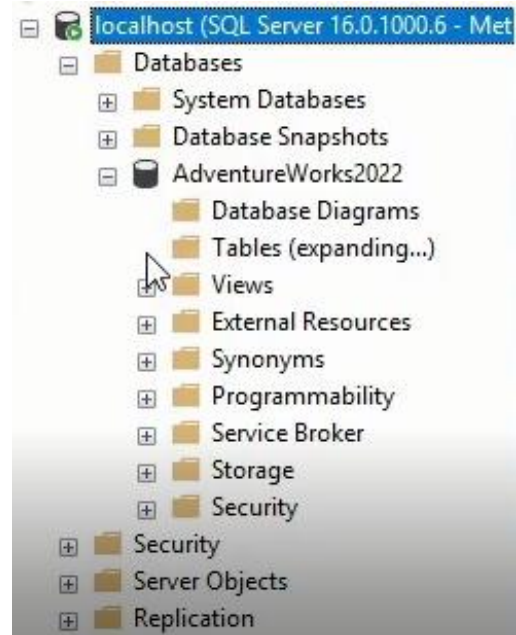 localhost (SQL Server 16.0.1000.6 - Met
Databases
System Databases
Database Snapshots
AdventureWorks2022
Database Diagrams
Tables (expanding...)
Views
External Resources
Synonyms
Programmability
Service Broker
Storage
Security
Security
Server Objects
Replication